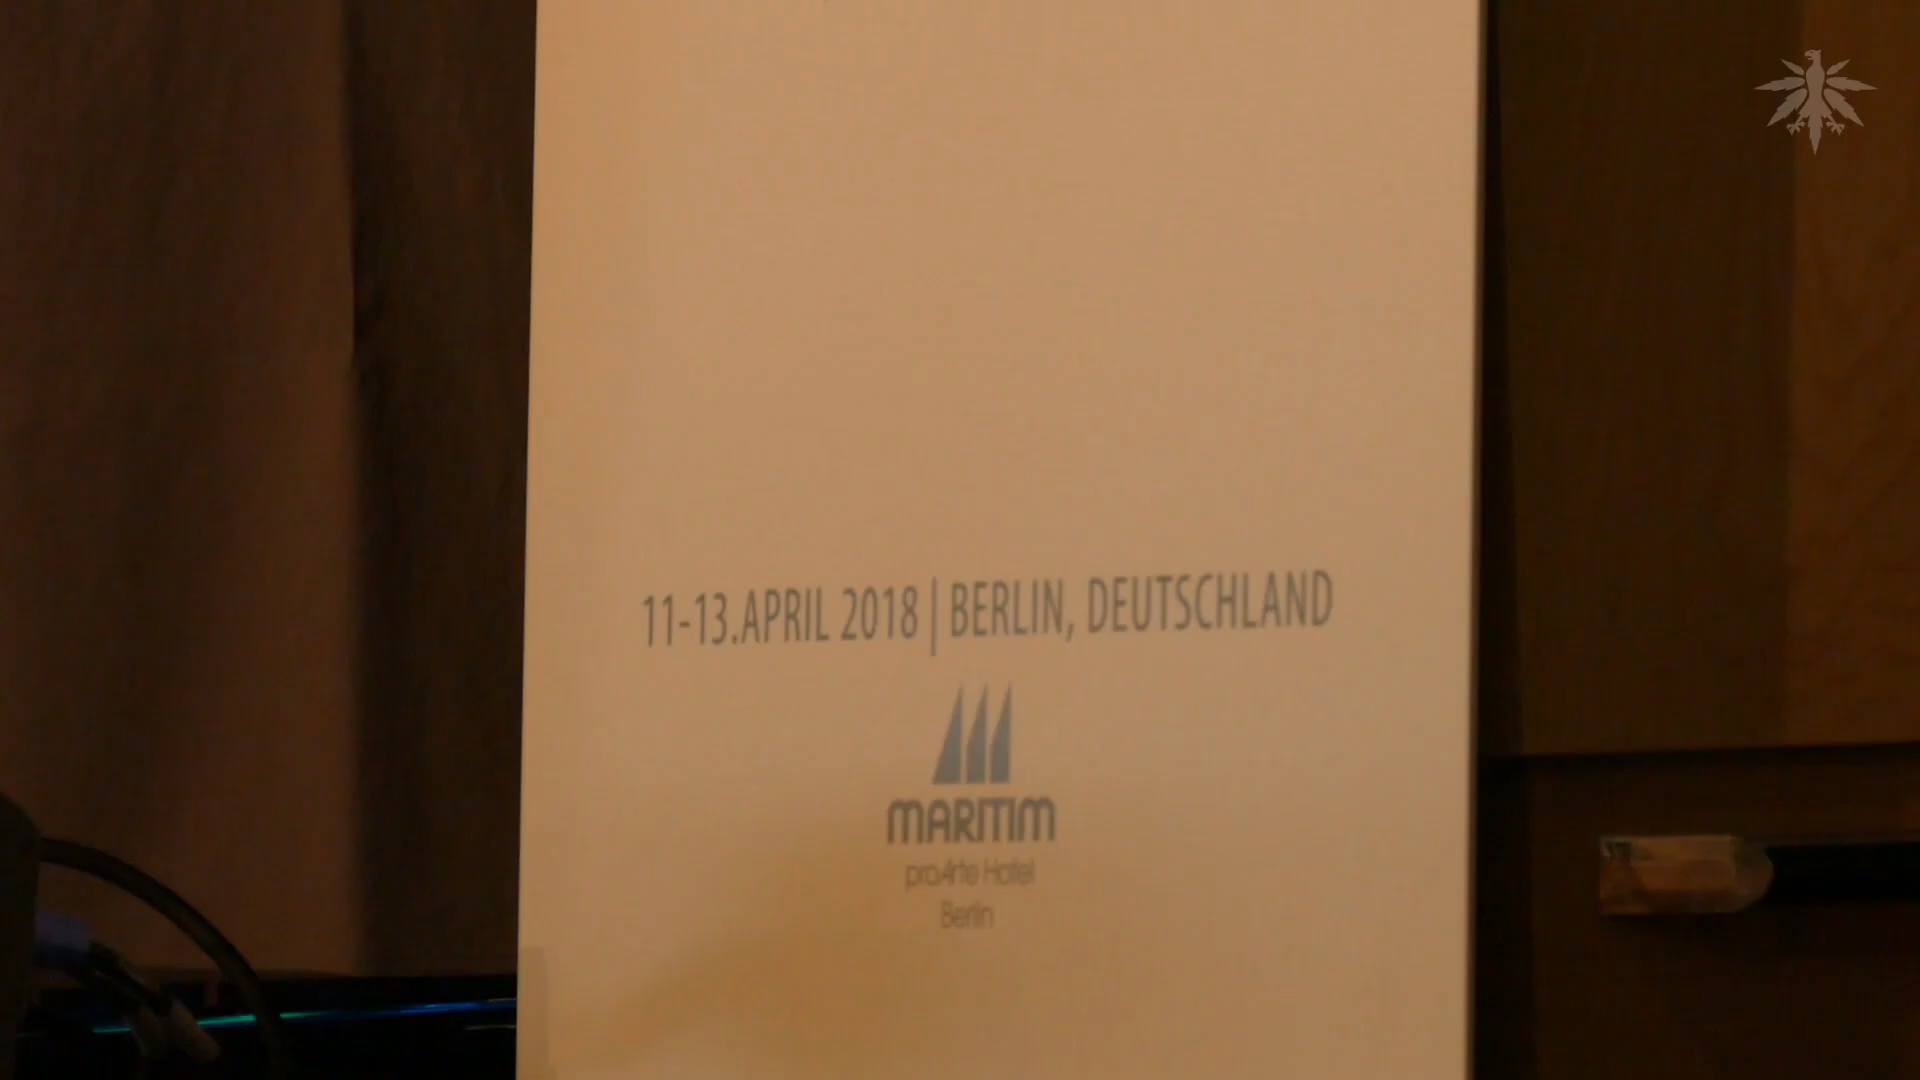 11-13.APRIL 2018 | BERLIN, DEUTSCHLAND
MARITIM
proArte Hotel
Berlin